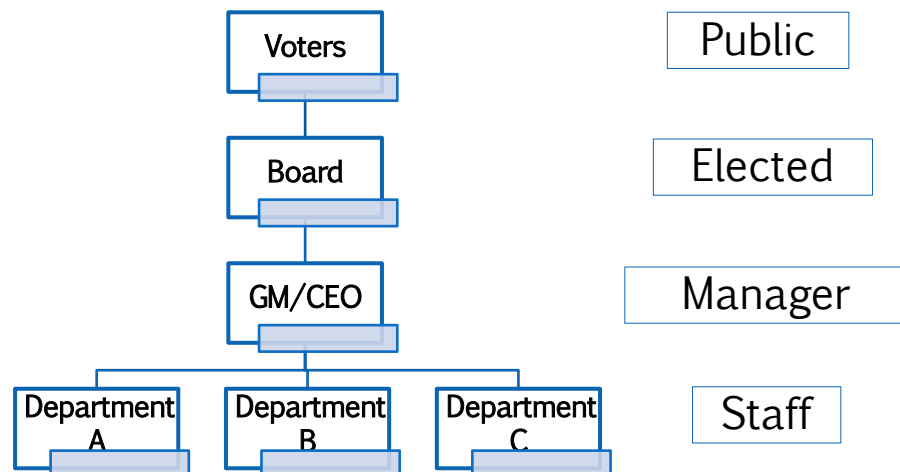 Voters
Public
Board
Elected
GM/CEO
Manager
Department
A
Department
B
Department
C
Staff